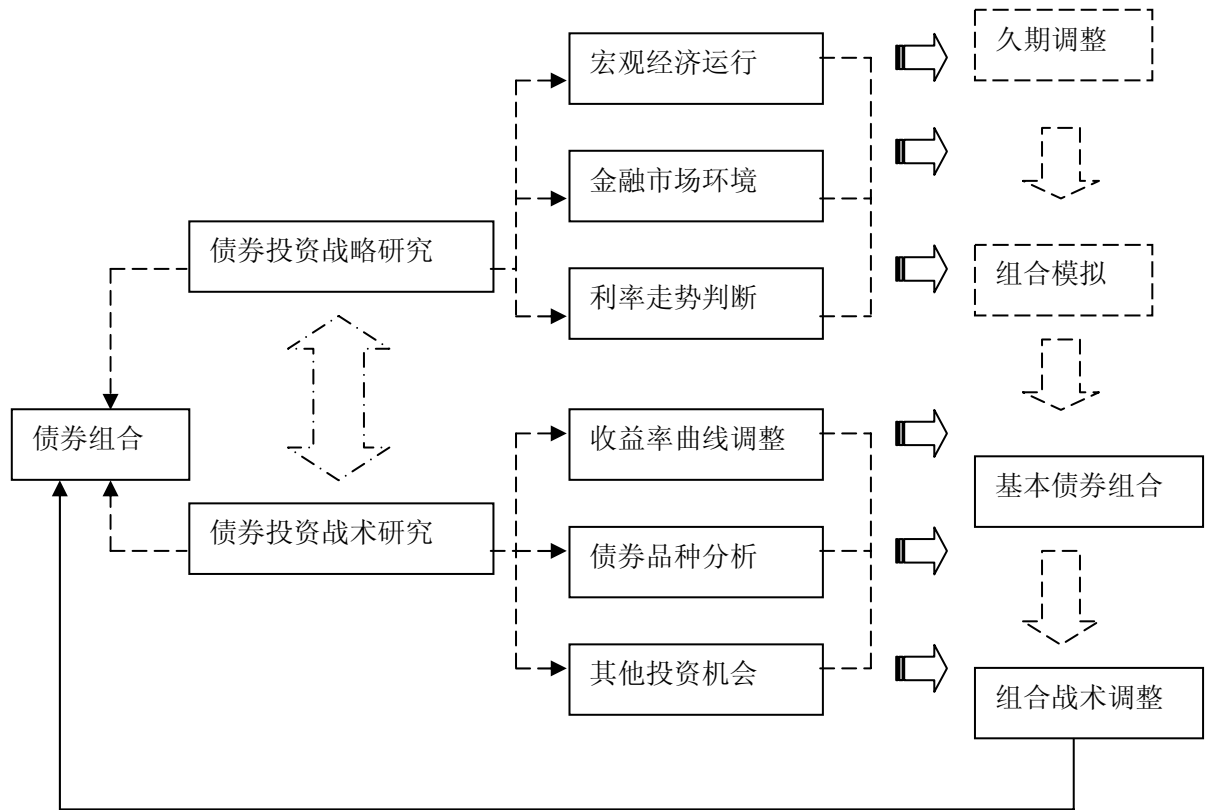 宏观经济运行
久期调整
金融市场环境
债券投资战略研究
利率走势判断
组合模拟
债券组合
收益率曲线调整
基本债券组合
债券投资战术研究
债券品种分析
其他投资机会
组合战术调整